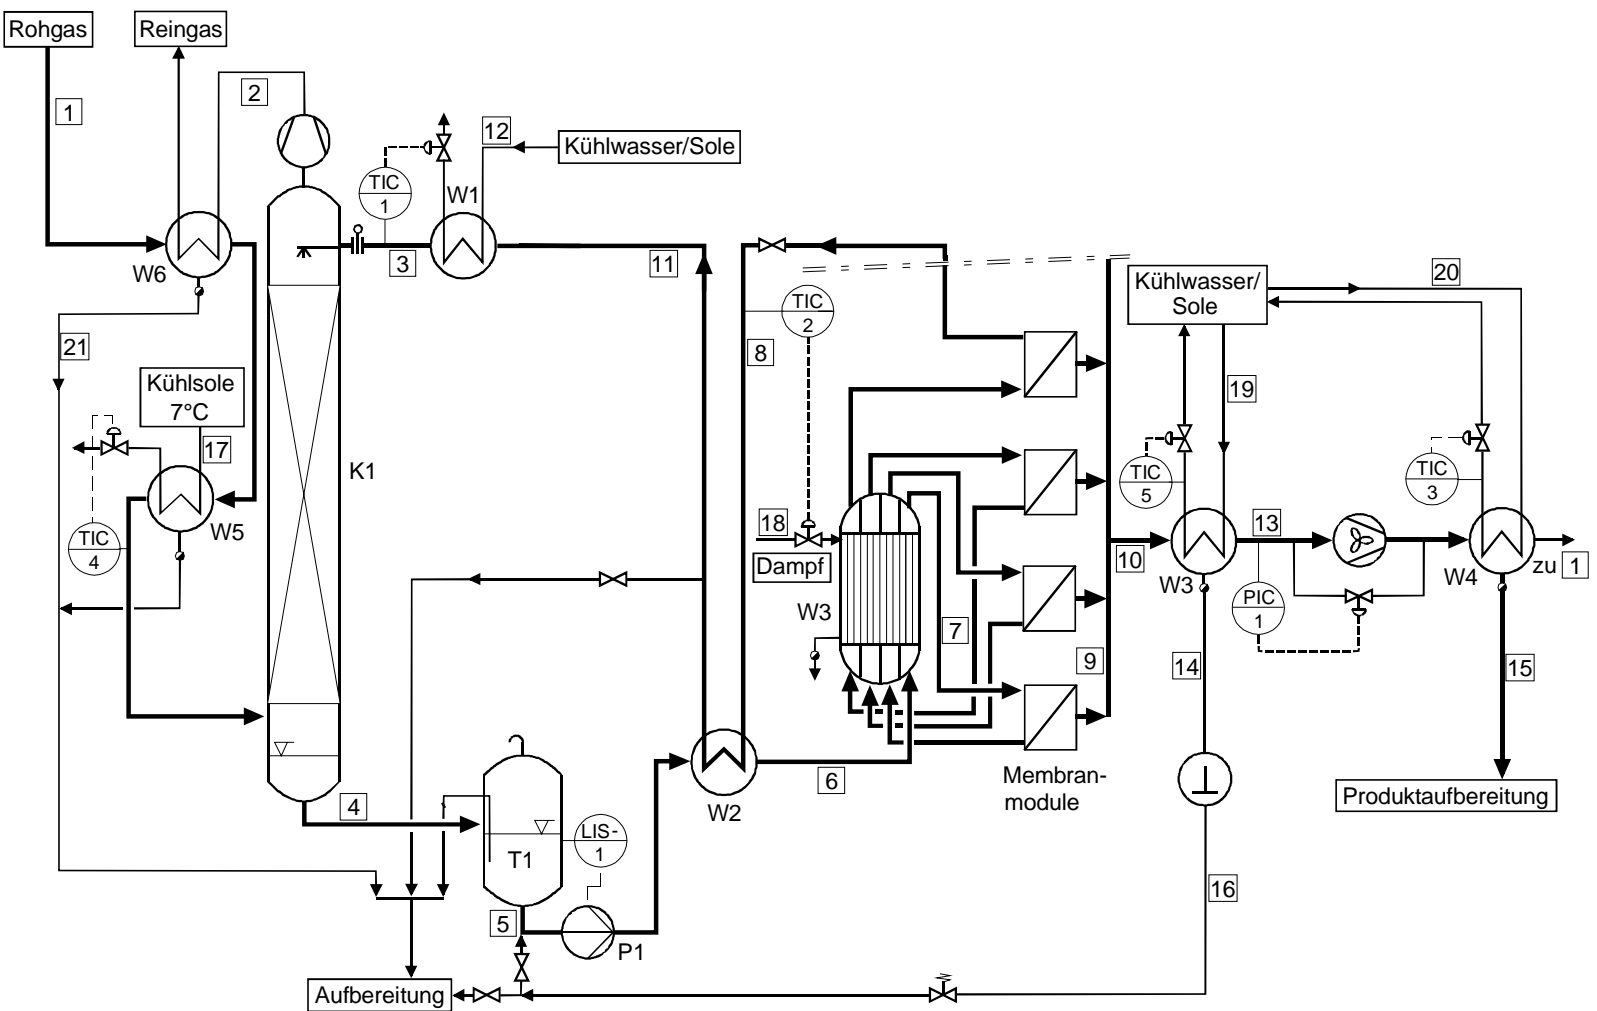 Rohgas
Reingas
1
2
W6
21
Kühlsole
7°C
17
W5
TIC
4
K1
TIC
1
3
W1
12
Kühlwasser/Sole
11
TIC
2
8
18
Dampf
W3
7
6
W2
Membran-
module
9
10
Kühlwasser/
Sole
20
19
TIC
5
W3
13
PIC
1
TIC
3
W4
zu 1
14
15
Produktaufbereitung
16
4
T1
LIS-
1
5
P1
Aufbereitung